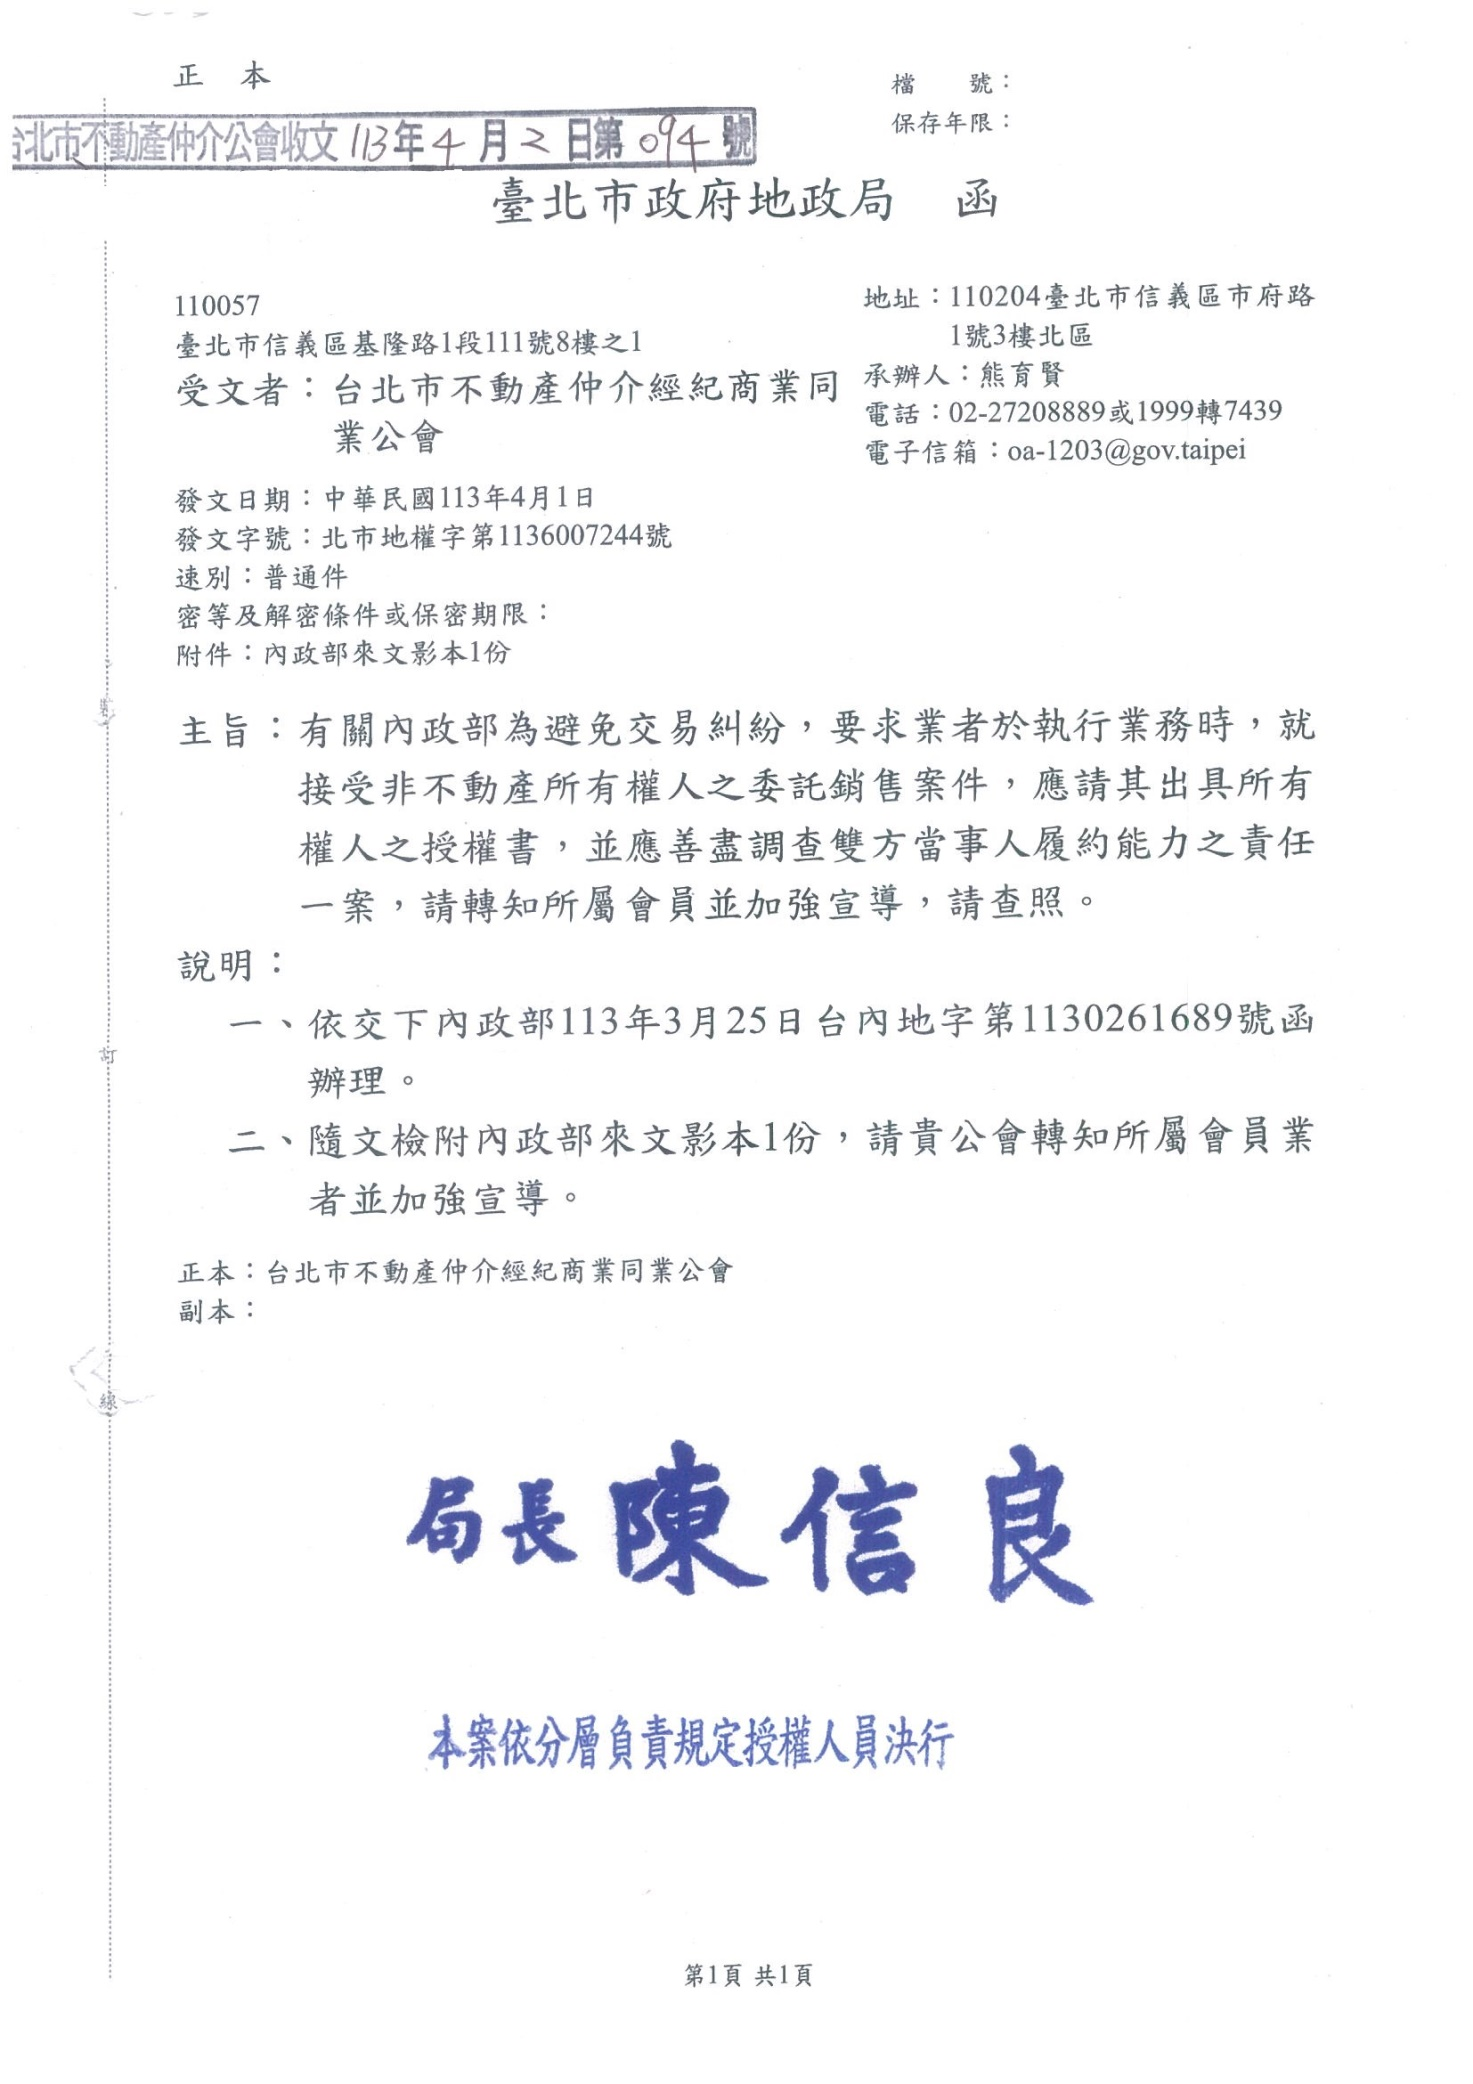 正　本
檔　　號：
保存年限：
台北市不動產仲介公會收文113年4月2日第094號
臺北市政府地政局　函
110057
臺北市信義區基隆路1段111號8樓之1
受文者：台北市不動產仲介經紀商業同
業公會
地址：110204臺北市信義區市府路
1號3樓北區
承辦人：熊育賢
電話：02-27208889或1999轉7439
電子信箱：oa-1203@gov.taipei
發文日期：中華民國113年4月1日
發文字號：北市地權字第1136007244號
速別：普通件
密等及解密條件或保密期限：
附件：內政部來文影本1份
主旨：有關內政部為避免交易糾紛，要求業者於執行業務時，就
接受非不動產所有權人之委託銷售案件，應請其出具所有
權人之授權書，並應善盡調查雙方當事人履約能力之責任
一案，請轉知所屬會員並加強宣導，請查照。
說明：
一、依交下內政部113年3月25日台內地字第1130261689號函
辦理。
二、隨文檢附內政部來文影本1份，請貴公會轉知所屬會員業
者並加強宣導。
正本：台北市不動產仲介經紀商業同業公會
副本：
裝
訂
線
局長陳信良
本案依分層負責規定授權人員決行
第1頁 共1頁